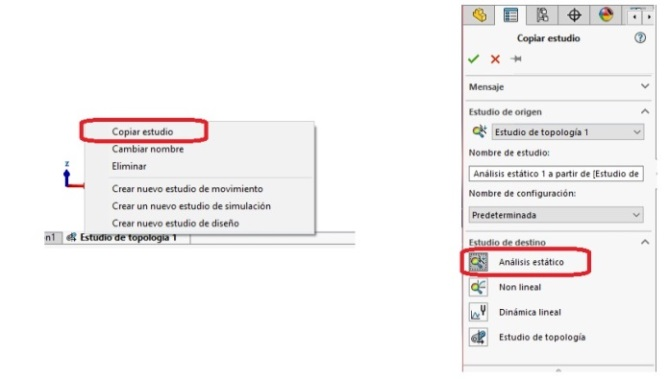 Copiar estudio
Cambiar nombre
Eliminar
Crear nuevo estudio de movimiento
Crear un nuevo estudio de simulación
Crear nuevo estudio de diseño
z
n1
Estudio de topología 1
Copiar estudio
Mensaje
Estudio de origen
Estudio de topología 1
Nombre de estudio:
Análisis estático 1 a partir de [Estudio de
Nombre de configuración:
Predeterminada
Estudio de destino
Análisis estático
Non lineal
Dinámica lineal
Estudio de topología